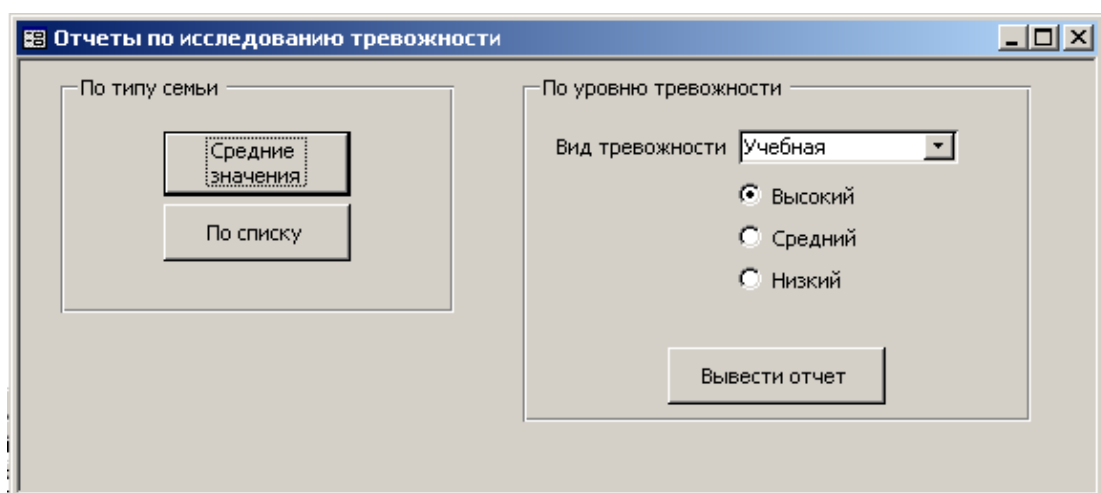 Отчеты по исследованию тревожности
По типу семьи
Средние
значения
По списку
По уровню тревожности
Вид тревожности Учебная
Высокий
Средний
Низкий
Вывести отчет